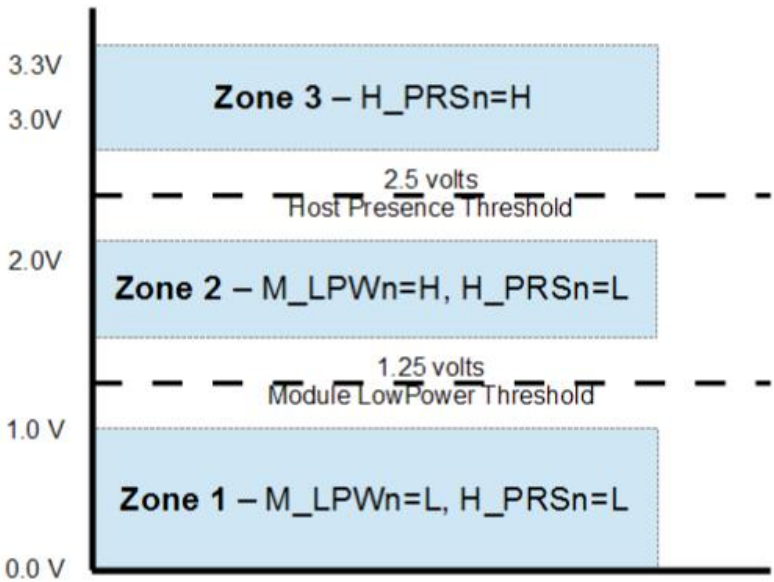 3.3V
Zone 3 – H_PRSn=H
3.0V
2.5 volts
Host Presence Threshold
2.0V
Zone 2 – M_LPWn=H, H_PRSn=L
1.25 volts
Module LowPower Threshold
1.0 V
Zone 1 – M_LPWn=L, H_PRSn=L
0.0 V